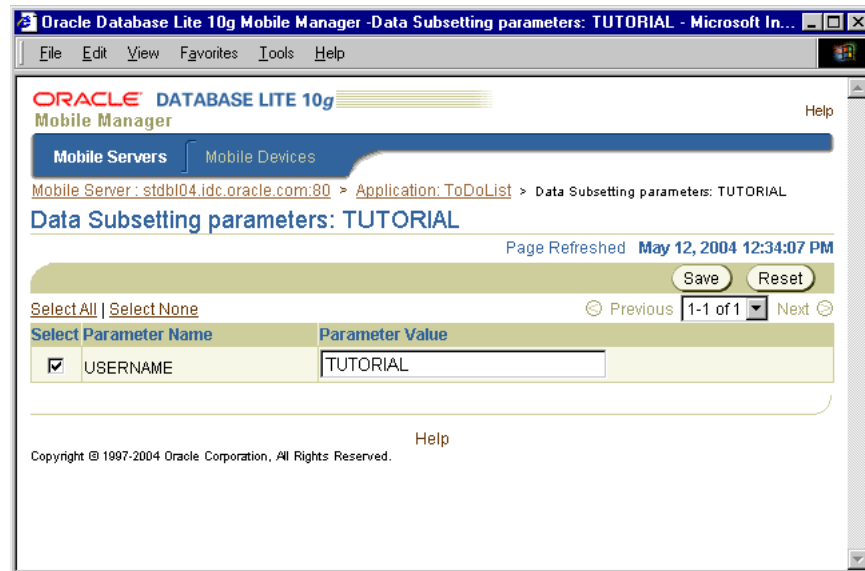 Oracle Database Lite 10g Mobile Manager -Data Subsetting parameters: TUTORIAL - Microsoft In...
File Edit View Favorites Tools Help
ORACLE DATABASE LITE 10g
Mobile Manager
Help
Mobile Servers Mobile Devices
Mobile Server : stdbl04.idc.oracle.com:80 > Application: ToDoList > Data Subsetting parameters: TUTORIAL
Data Subsetting parameters: TUTORIAL
Page Refreshed May 12, 2004 12:34:07 PM
Save Reset
Select All | Select None Previous 1-1 of 1 Next
Select Parameter Name Parameter Value
USERNAME TUTORIAL
Help
Copyright © 1997-2004 Oracle Corporation, All Rights Reserved.